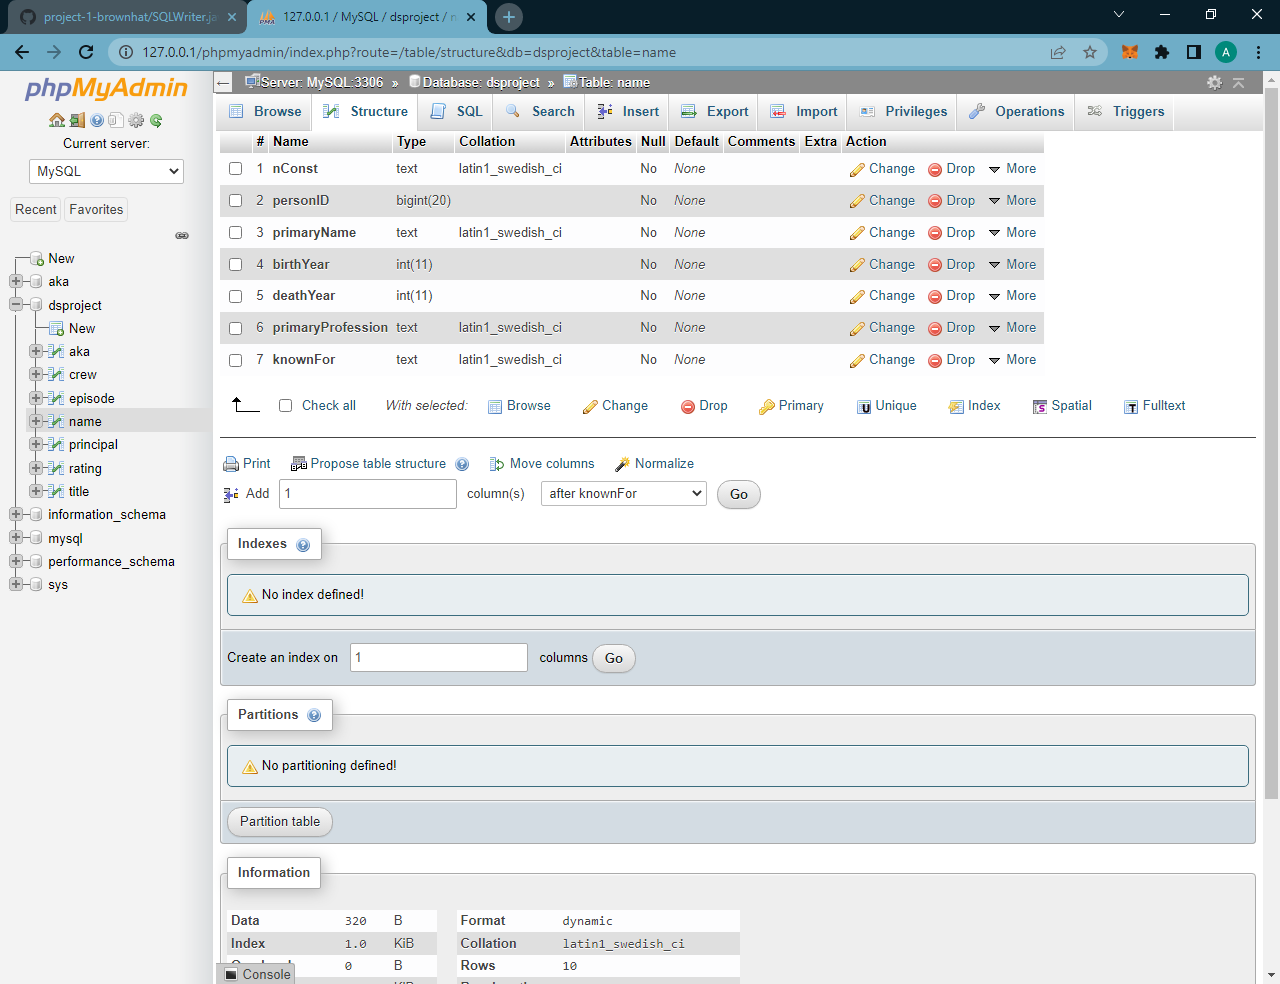 project-1-brownhat/SQLWriter.ja
127.0.0.1 / MySQL / dsproject / n
127.0.0.1/phpmyadmin/index.php?route=/table/structure&db=dsproject&table=name
A
phpMyAdmin
Current server:
MySQL
Recent Favorites
New
aka
dsproject
New
aka
crew
episode
name
principal
rating
title
information_schema
mysql
performance_schema
sys
Server: MySQL:3306 » Database: dsproject » Table: name
Browse Structure SQL Search Insert Export Import Privileges Operations Triggers
# Name Type Collation Attributes Null Default Comments Extra Action
1 nConst text latin1_swedish_ci No None Change Drop More
2 personID bigint(20) No None Change Drop More
3 primaryName text latin1_swedish_ci No None Change Drop More
4 birthYear int(11) No None Change Drop More
5 deathYear int(11) No None Change Drop More
6 primaryProfession text latin1_swedish_ci No None Change Drop More
7 knownFor text latin1_swedish_ci No None Change Drop More
Check all With selected: Browse Change Drop Primary Unique Index Spatial Fulltext
Print Propose table structure Move columns Normalize
Add 1 column(s) after knownFor Go
Indexes
No index defined!
Create an index on 1 columns Go
Partitions
No partitioning defined!
Partition table
Information
Data 320 B Format dynamic
Index 1.0 KiB Collation latin1_swedish_ci
0 B Rows 10
Console